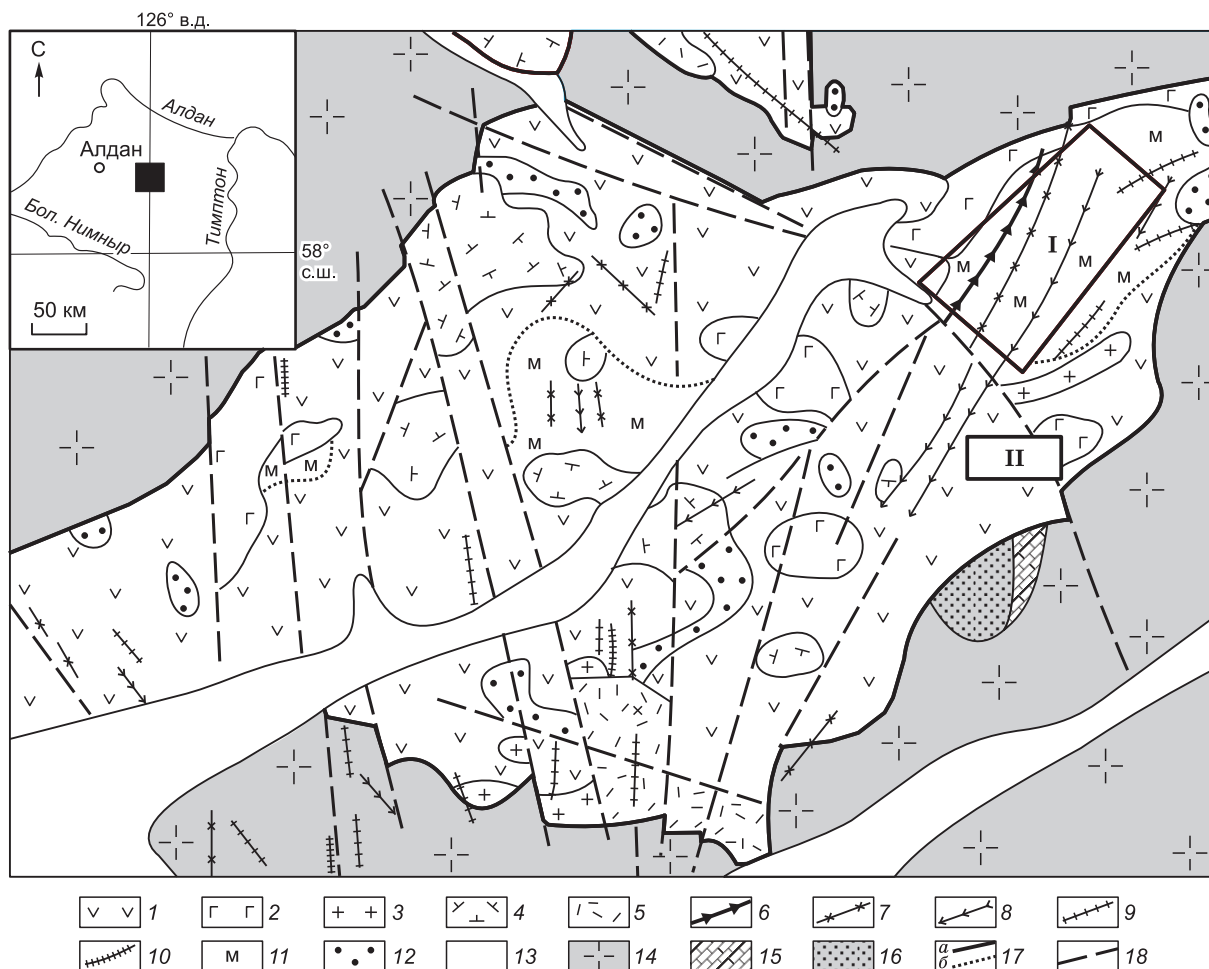 126° в.д.
С
Алдан
Алдан
Бол. Нимныр
Тимптон
58°
с.ш.
50 км
I
II
м
м
м
м
м
м
м
м
м
м
1
2
3
4
5
6
7
8
9
10
м 11
12
13
14
15
16
а
б 17
18